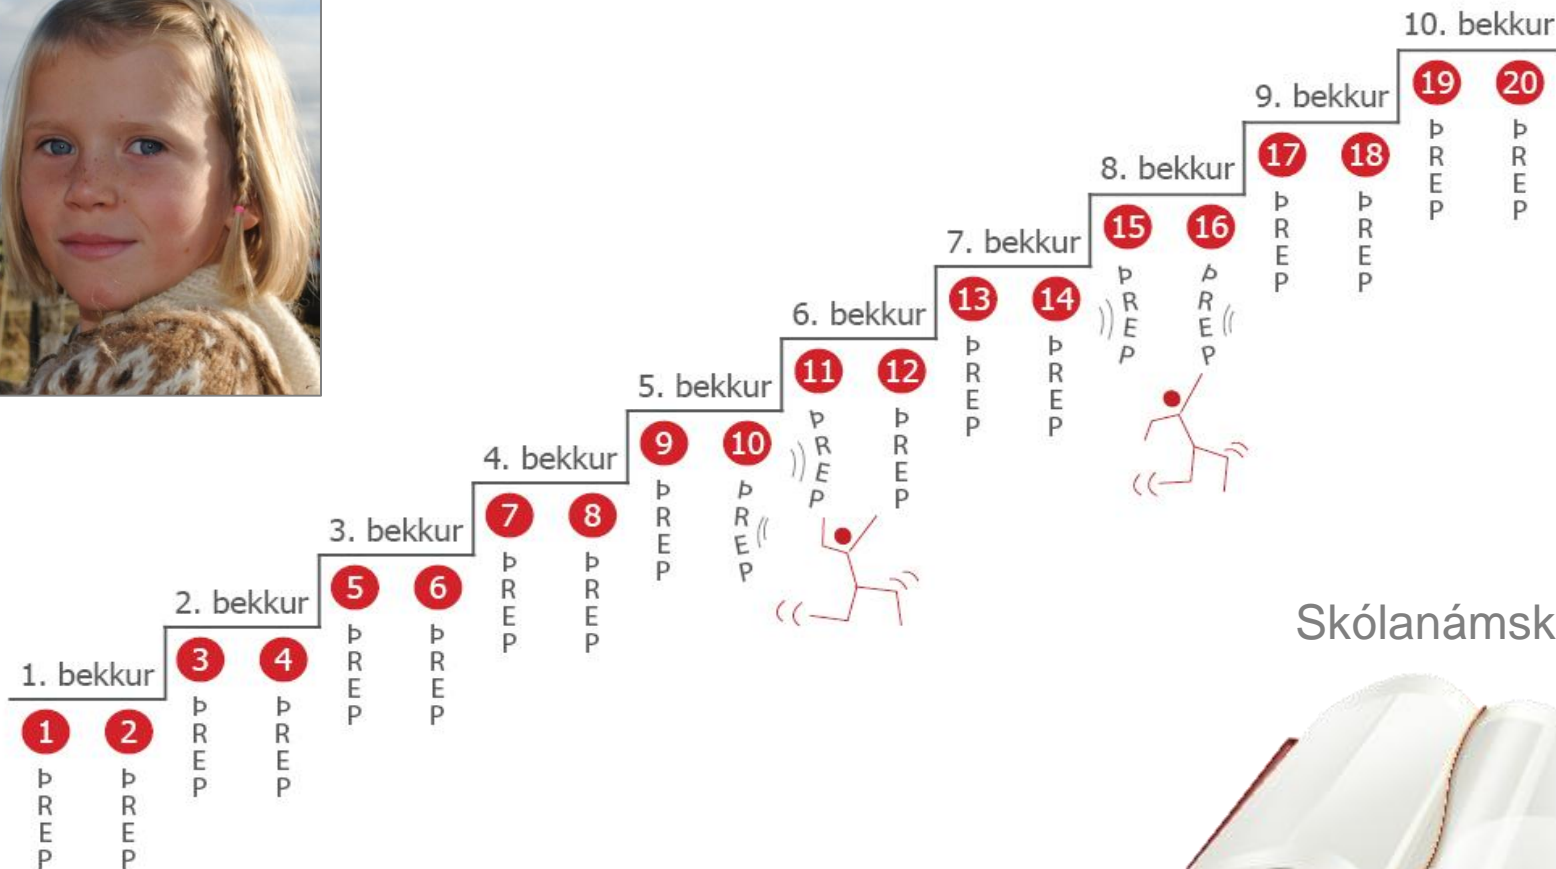 10. bekkur
19 20
ÞREP ÞREP
9. bekkur
17 18
ÞREP ÞREP
8. bekkur
15 16
ÞREP ÞREP
7. bekkur
13 14
ÞREP ÞREP
6. bekkur
11 12
ÞREP ÞREP
5. bekkur
9 10
ÞREP ÞREP
4. bekkur
7 8
ÞREP ÞREP
3. bekkur
5 6
ÞREP ÞREP
2. bekkur
3 4
ÞREP ÞREP
1. bekkur
1 2
ÞREP ÞREP
Skólanámsk